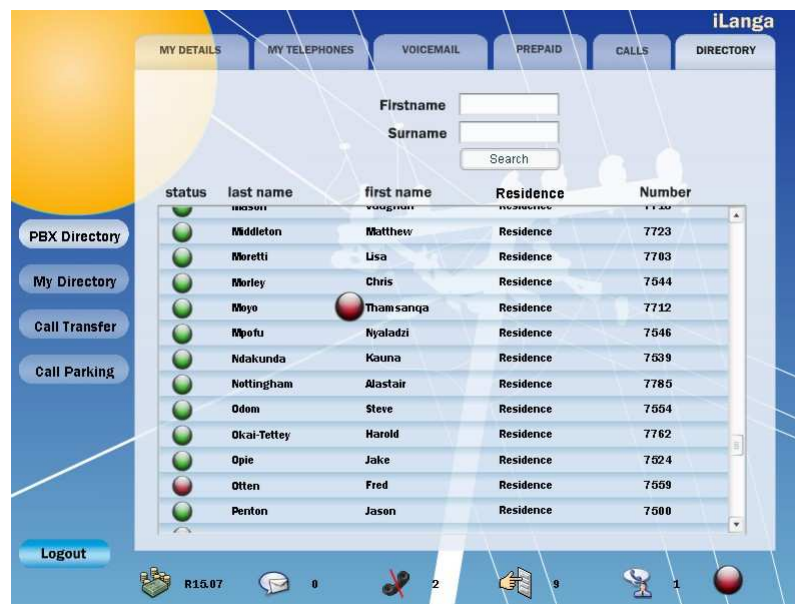 iLanga
MY DETAILS MY TELEPHONES VOICEMAIL PREPAID CALLS DIRECTORY
Firstname
Surname
Search
status last name first name Residence Number
Middleton Matthew Residence 7723
Moretti Lisa Residence 7703
Morley Chris Residence 7544
Moyo Thamsanqa Residence 7712
Mpofu Nyaladzi Residence 7546
Ndakunda Kauna Residence 7539
Nottingham Alastair Residence 7785
Odom Steve Residence 7554
Okai-Tettey Harold Residence 7762
Opie Jake Residence 7524
Otten Fred Residence 7559
Penton Jason Residence 7500
PBX Directory
My Directory
Call Transfer
Call Parking
Logout
R15.07 0 2 9 1